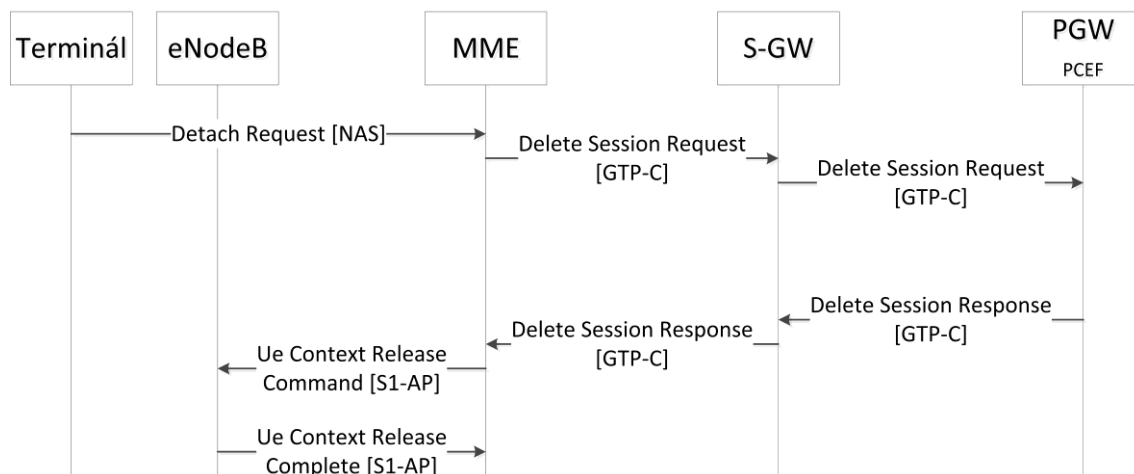 Terminál
eNodeB
MME
S-GW
PGW
PCEF
Detach Request [NAS]
Delete Session Request
[GTP-C]
Delete Session Request
[GTP-C]
Delete Session Response
[GTP-C]
Delete Session Response
[GTP-C]
Ue Context Release
Command [S1-AP]
Ue Context Release
Complete [S1-AP]